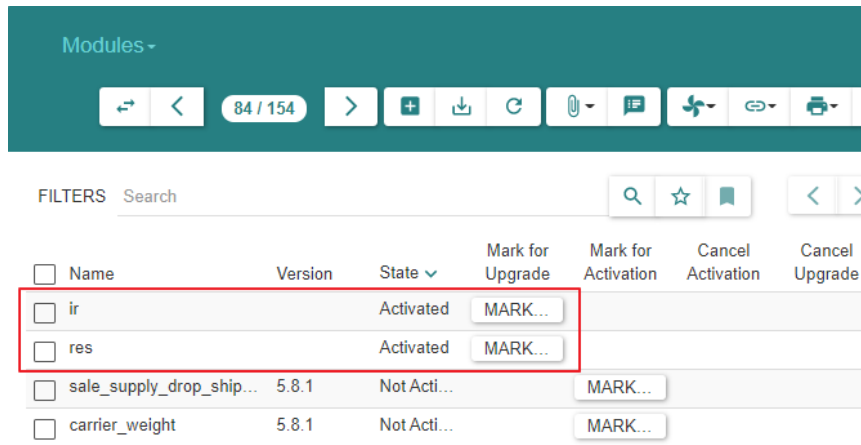 Modules
84 / 154
FILTERS Search
Name Version State Mark for Upgrade Mark for Activation Cancel Activation Cancel Upgrade
ir Activated MARK...
res Activated MARK...
sale_supply_drop_ship... 5.8.1 Not Acti... MARK...
carrier_weight 5.8.1 Not Acti... MARK...